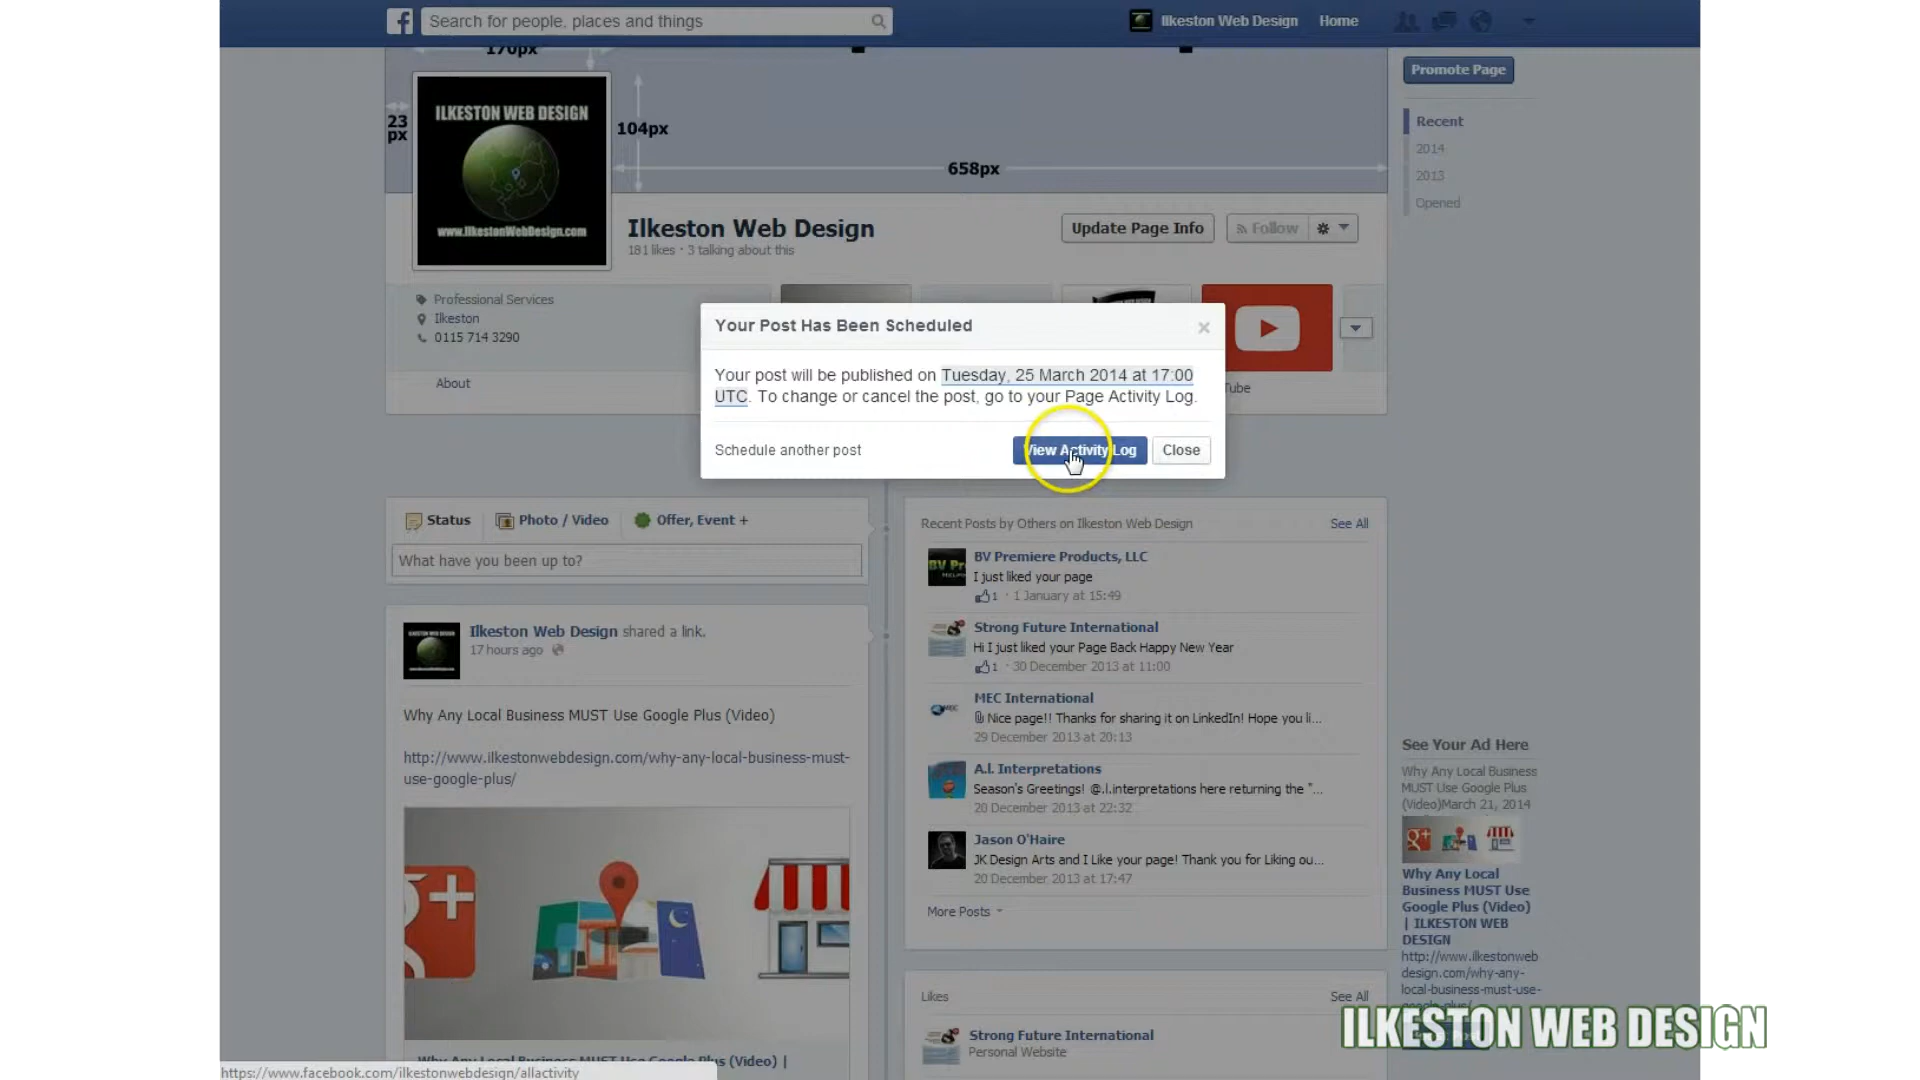 Search for people, places and things
Ilkeston Web Design
Home
170px
23
px
104px
658px
ILKESTON WEB DESIGN
www.IlkestonWebDesign.com
Promote Page
Recent
2014
2013
Opened
Ilkeston Web Design
181 likes · 3 talking about this
Update Page Info
Follow
Professional Services
Ilkeston
0115 714 3290
About
Your Post Has Been Scheduled
Your post will be published on Tuesday, 25 March 2014 at 17:00
UTC. To change or cancel the post, go to your Page Activity Log.
Schedule another post
View Activity Log
Close
Status
Photo / Video
Offer, Event +
What have you been up to?
Ilkeston Web Design shared a link.
17 hours ago
Why Any Local Business MUST Use Google Plus (Video)
http://www.ilkestonwebdesign.com/why-any-local-business-must-
use-google-plus/
Why Any Local Business MUST Use Google Plus (Video) |
Recent Posts by Others on Ilkeston Web Design
See All
BV Premiere Products, LLC
I just liked your page
1 · 1 January at 15:49
Strong Future International
Hi I just liked your Page Back Happy New Year
1 · 30 December 2013 at 11:00
MEC International
Nice page!! Thanks for sharing it on LinkedIn! Hope you li...
29 December 2013 at 20:13
A.I. Interpretations
Season's Greetings! @.I.interpretations here returning the "...
20 December 2013 at 22:32
Jason O'Haire
JK Design Arts and I Like your page! Thank you for Liking ou...
20 December 2013 at 17:47
More Posts
Likes
See All
Strong Future International
Personal Website
See Your Ad Here
Why Any Local Business
MUST Use Google Plus
(Video)March 21, 2014
Why Any Local
Business MUST Use
Google Plus (Video)
| ILKESTON WEB
DESIGN
http://www.ilkestonweb
design.com/why-any-
local-business-must-use-
google-plus/
ILKESTON WEB DESIGN
https://www.facebook.com/ilkestonwebdesign/allactivity